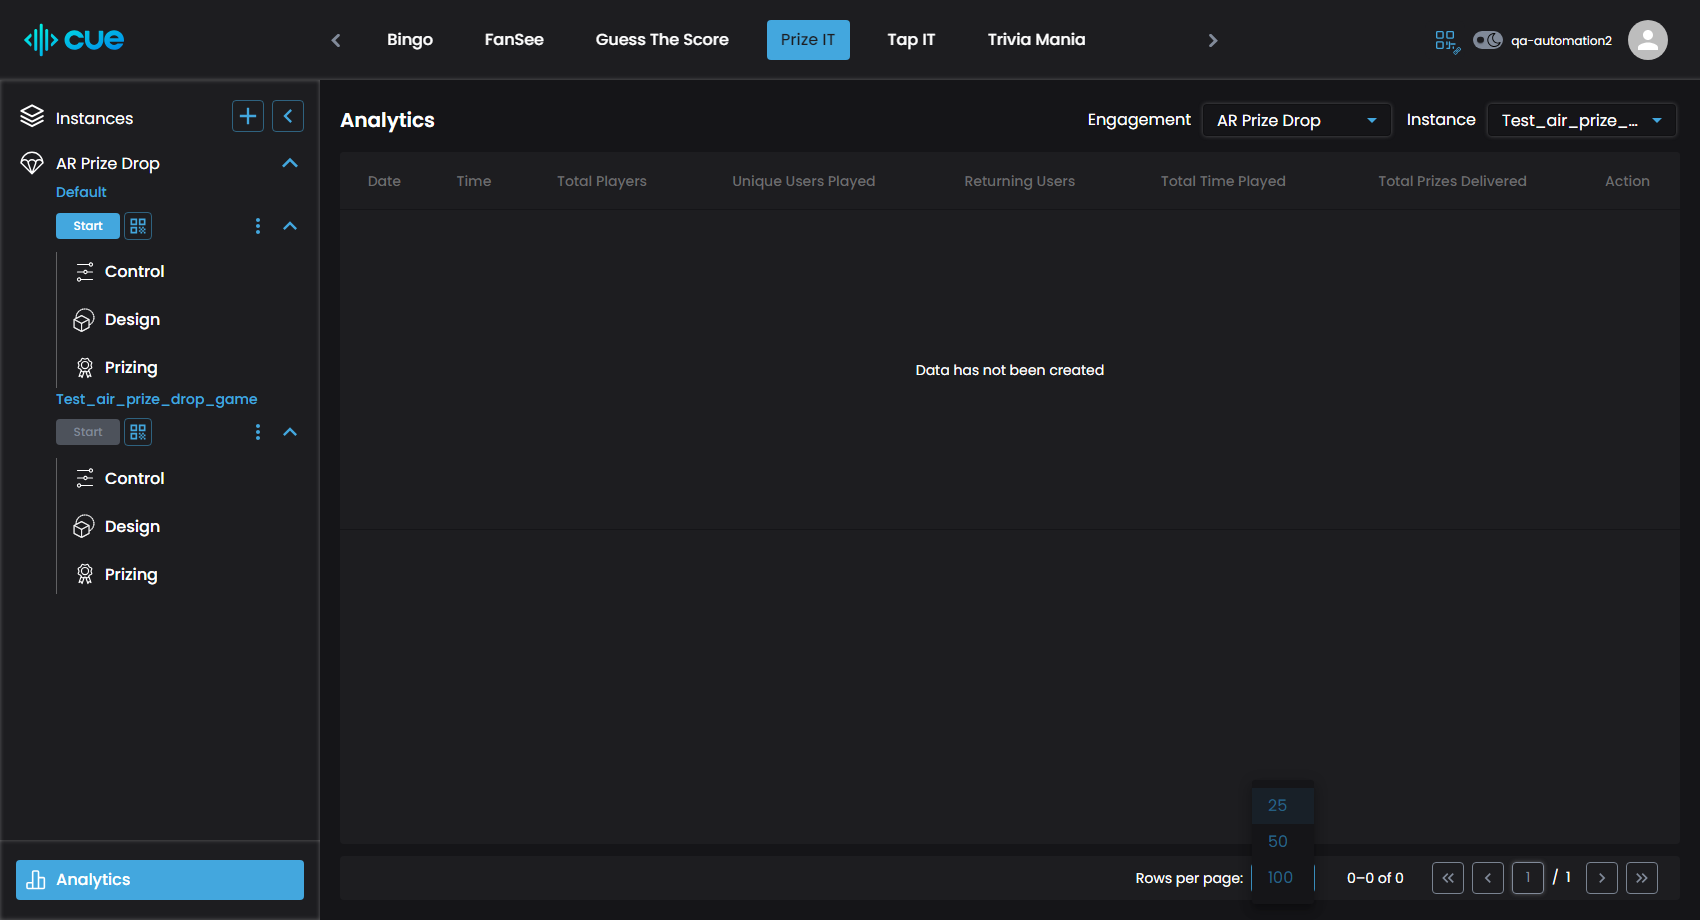 cue
Bingo
FanSee
Guess The Score
Prize IT
Tap IT
Trivia Mania
qa-automation2
Instances
AR Prize Drop
Default
Start
Control
Design
Prizing
Test_air_prize_drop_game
Start
Control
Design
Prizing
Analytics
Analytics
Engagement
AR Prize Drop
Instance
Test_air_prize_...
Date Time Total Players Unique Users Played Returning Users Total Time Played Total Prizes Delivered Action
Data has not been created
25
50
100
Rows per page:
0–0 of 0
1 / 1